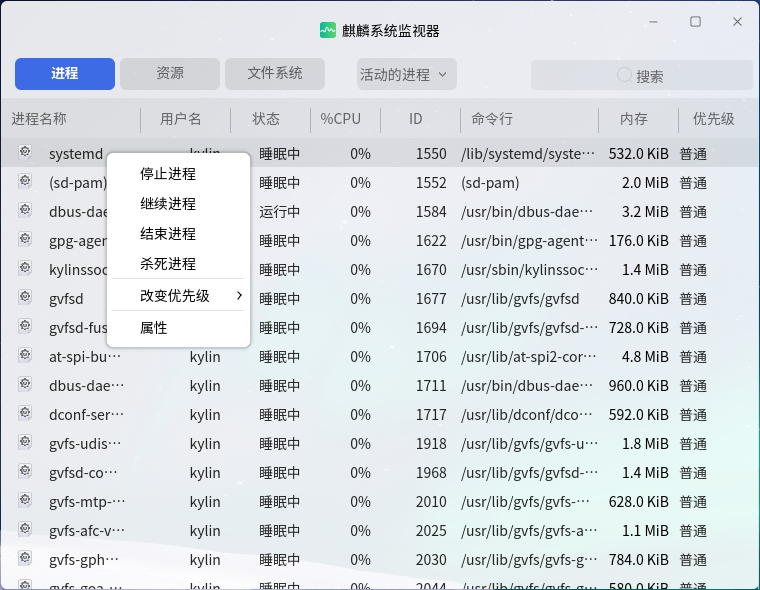 麒麟系统监视器
进程 资源 文件系统 活动的进程 搜索
进程名称 用户名 状态 %CPU ID 命令行 内存 优先级
systemd kylin 睡眠中 0% 1550 /lib/systemd/syste··· 532.0 KiB 普通
(sd-pam) 睡眠中 0% 1552 (sd-pam) 2.0 MiB 普通
dbus-dae 运行中 0% 1584 /usr/bin/dbus-dae··· 3.2 MiB 普通
gpg-agen 睡眠中 0% 1622 /usr/bin/gpg-agent··· 176.0 KiB 普通
kylinssoc 睡眠中 0% 1670 /usr/sbin/kylinssoc··· 1.4 MiB 普通
gvfsd 睡眠中 0% 1677 /usr/lib/gvfs/gvfsd 840.0 KiB 普通
gvfsd-fus 睡眠中 0% 1694 /usr/lib/gvfs/gvfsd-··· 728.0 KiB 普通
at-spi-bu··· kylin 睡眠中 0% 1706 /usr/lib/at-spi2-cor··· 4.8 MiB 普通
dbus-dae··· kylin 睡眠中 0% 1711 /usr/bin/dbus-dae··· 960.0 KiB 普通
dconf-ser··· kylin 睡眠中 0% 1717 /usr/lib/dconf/dco··· 592.0 KiB 普通
gvfs-udis··· kylin 睡眠中 0% 1918 /usr/lib/gvfs/gvfs-u··· 1.8 MiB 普通
gvfsd-co··· kylin 睡眠中 0% 1968 /usr/lib/gvfs/gvfsd-··· 1.4 MiB 普通
gvfs-mtp-··· kylin 睡眠中 0% 2010 /usr/lib/gvfs/gvfs-··· 628.0 KiB 普通
gvfs-afc-v··· kylin 睡眠中 0% 2025 /usr/lib/gvfs/gvfs-a··· 1.1 MiB 普通
gvfs-gph··· kylin 睡眠中 0% 2030 /usr/lib/gvfs/gvfs-g··· 784.0 KiB 普通
gvfs-goa··· kylin 睡眠中 0% 2044 /usr/lib/gvfs/gvfs-g··· 580.0 KiB 普通
停止进程
继续进程
结束进程
杀死进程
改变优先级
属性